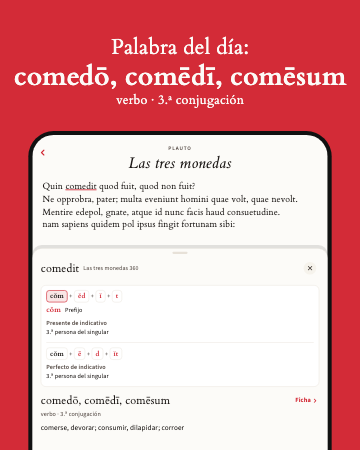 Palabra del día:
comedō, comēdī, comēsum
verbo · 3.ª conjugación
PLAUTO
Las tres monedas
Quin comedit quod fuit, quod non fuit?
Ne opprobra, pater; multa eveniunt homini quae volt, quae nevolt.
Mentire edepol, gnate, atque id nunc facis haud consuetudine.
nam sapiens quidem pol ipsus fingit fortunam sibi:
comedit Las tres monedas 360
cŏm + ĕd + ĭ + t
cŏm Prefijo
Presente de indicativo
3.ª persona del singular
cŏm + ē + d + ĭt
Perfecto de indicativo
3.ª persona del singular
comedō, comēdī, comēsum
Ficha
verbo · 3.ª conjugación
comerse, devorar; consumir, dilapidar; corroer